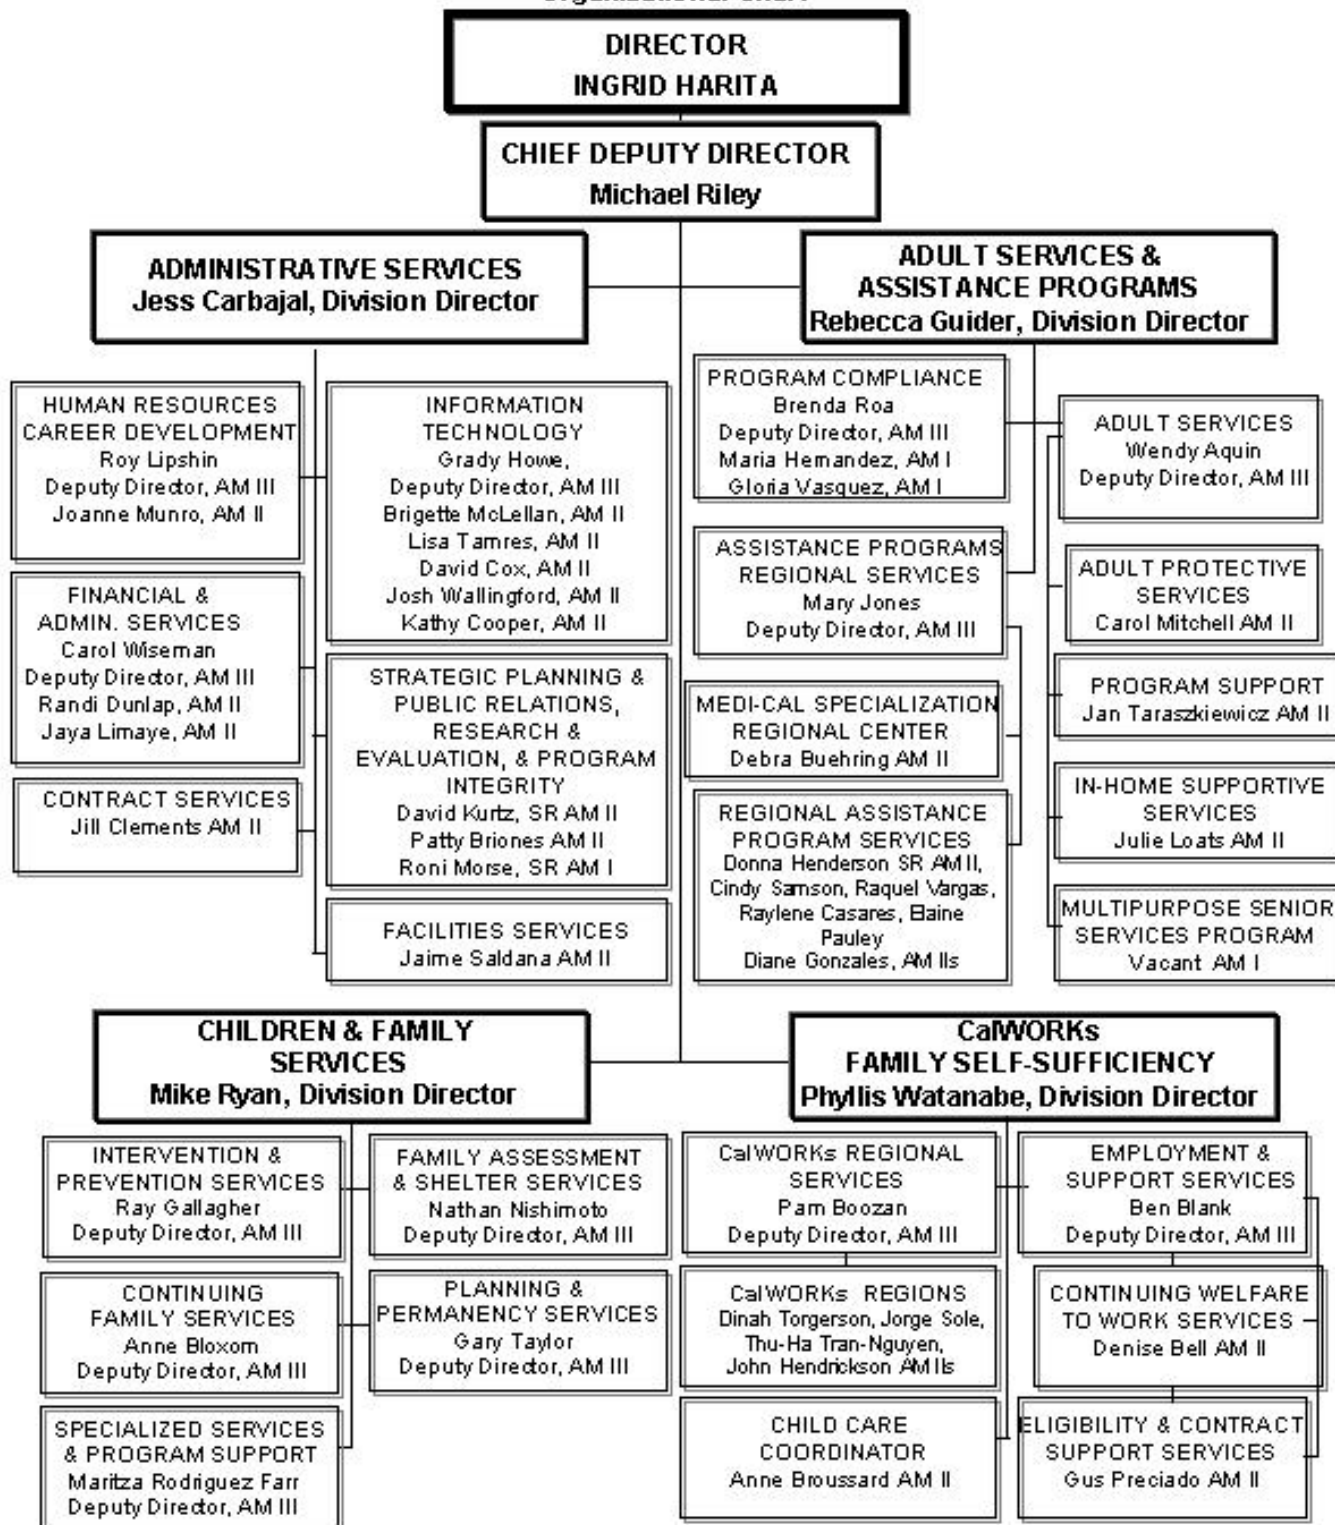 DIRECTOR
INGRID HARITA
CHIEF DEPUTY DIRECTOR
Michael Riley
ADMINISTRATIVE SERVICES
Jess Carbajal, Division Director
ADULT SERVICES &
ASSISTANCE PROGRAMS
Rebecca Guider, Division Director
HUMAN RESOURCES
CAREER DEVELOPMENT
Roy Lipshin
Deputy Director, AM III
Joanne Munro, AM II
INFORMATION
TECHNOLOGY
Grady Howe,
Deputy Director, AM III
Brigette McLellan, AM II
Lisa Tamres, AM II
David Cox, AM II
Josh Wallingford, AM II
Kathy Cooper, AM II
FINANCIAL &
ADMIN. SERVICES
Carol Wiseman
Deputy Director, AM III
Randi Dunlap, AM II
Jaya Limaye, AM II
STRATEGIC PLANNING &
PUBLIC RELATIONS,
RESEARCH &
EVALUATION, & PROGRAM
INTEGRITY
David Kurtz, SR AM II
Patty Briones AM II
Roni Morse, SR AM I
CONTRACT SERVICES
Jill Clements AM II
FACILITIES SERVICES
Jaime Saldana AM II
PROGRAM COMPLIANCE
Brenda Roa
Deputy Director, AM III
Maria Hernandez, AM I
Gloria Vasquez, AM I
ADULT SERVICES
Wendy Aquin
Deputy Director, AM III
ASSISTANCE PROGRAMS
REGIONAL SERVICES
Mary Jones
Deputy Director, AM III
ADULT PROTECTIVE
SERVICES
Carol Mitchell AM II
MEDI-CAL SPECIALIZATION
REGIONAL CENTER
Debra Buehring AM II
PROGRAM SUPPORT
Jan Taraszkiewicz AM II
REGIONAL ASSISTANCE
PROGRAM SERVICES
Donna Henderson SR AM II,
Cindy Samson, Raquel Vargas,
Raylene Casares, Elaine
Pauley
Diane Gonzales, AM IIs
IN-HOME SUPPORTIVE
SERVICES
Julie Loats AM II
MULTIPURPOSE SENIOR
SERVICES PROGRAM
Vacant AM I
CHILDREN & FAMILY
SERVICES
Mike Ryan, Division Director
CalWORKs
FAMILY SELF-SUFFICIENCY
Phyllis Watanabe, Division Director
INTERVENTION &
PREVENTION SERVICES
Ray Gallagher
Deputy Director, AM III
FAMILY ASSESSMENT
& SHELTER SERVICES
Nathan Nishimoto
Deputy Director, AM III
CONTINUING
FAMILY SERVICES
Anne Bloxom
Deputy Director, AM III
PLANNING &
PERMANENCY SERVICES
Gary Taylor
Deputy Director, AM III
SPECIALIZED SERVICES
& PROGRAM SUPPORT
Maritza Rodriguez Farr
Deputy Director, AM III
CalWORKs REGIONAL
SERVICES
Pam Boozan
Deputy Director, AM III
EMPLOYMENT &
SUPPORT SERVICES
Ben Blank
Deputy Director, AM III
CalWORKs REGIONS
Dinah Torgerson, Jorge Sole,
Thu-Ha Tran-Nguyen,
John Hendrickson AM IIs
CONTINUING WELFARE
TO WORK SERVICES
Denise Bell AM II
CHILD CARE
COORDINATOR
Anne Broussard AM II
ELIGIBILITY & CONTRACT
SUPPORT SERVICES
Gus Preciado AM II